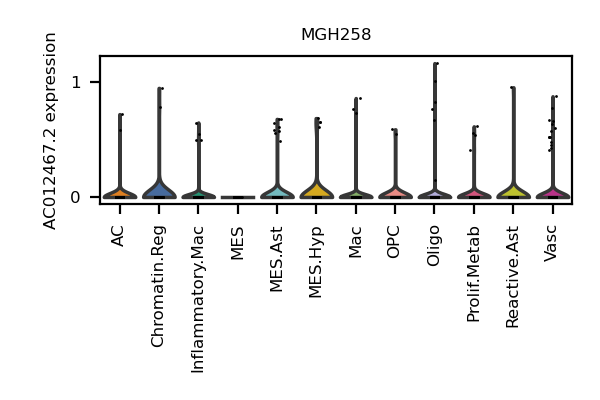 MGH258
AC012467.2 expression
1
0
AC
Chromatin.Reg
Inflammatory.Mac
MES
MES.Ast
MES.Hyp
Mac
OPC
Oligo
Prolif.Metab
Reactive.Ast
Vasc